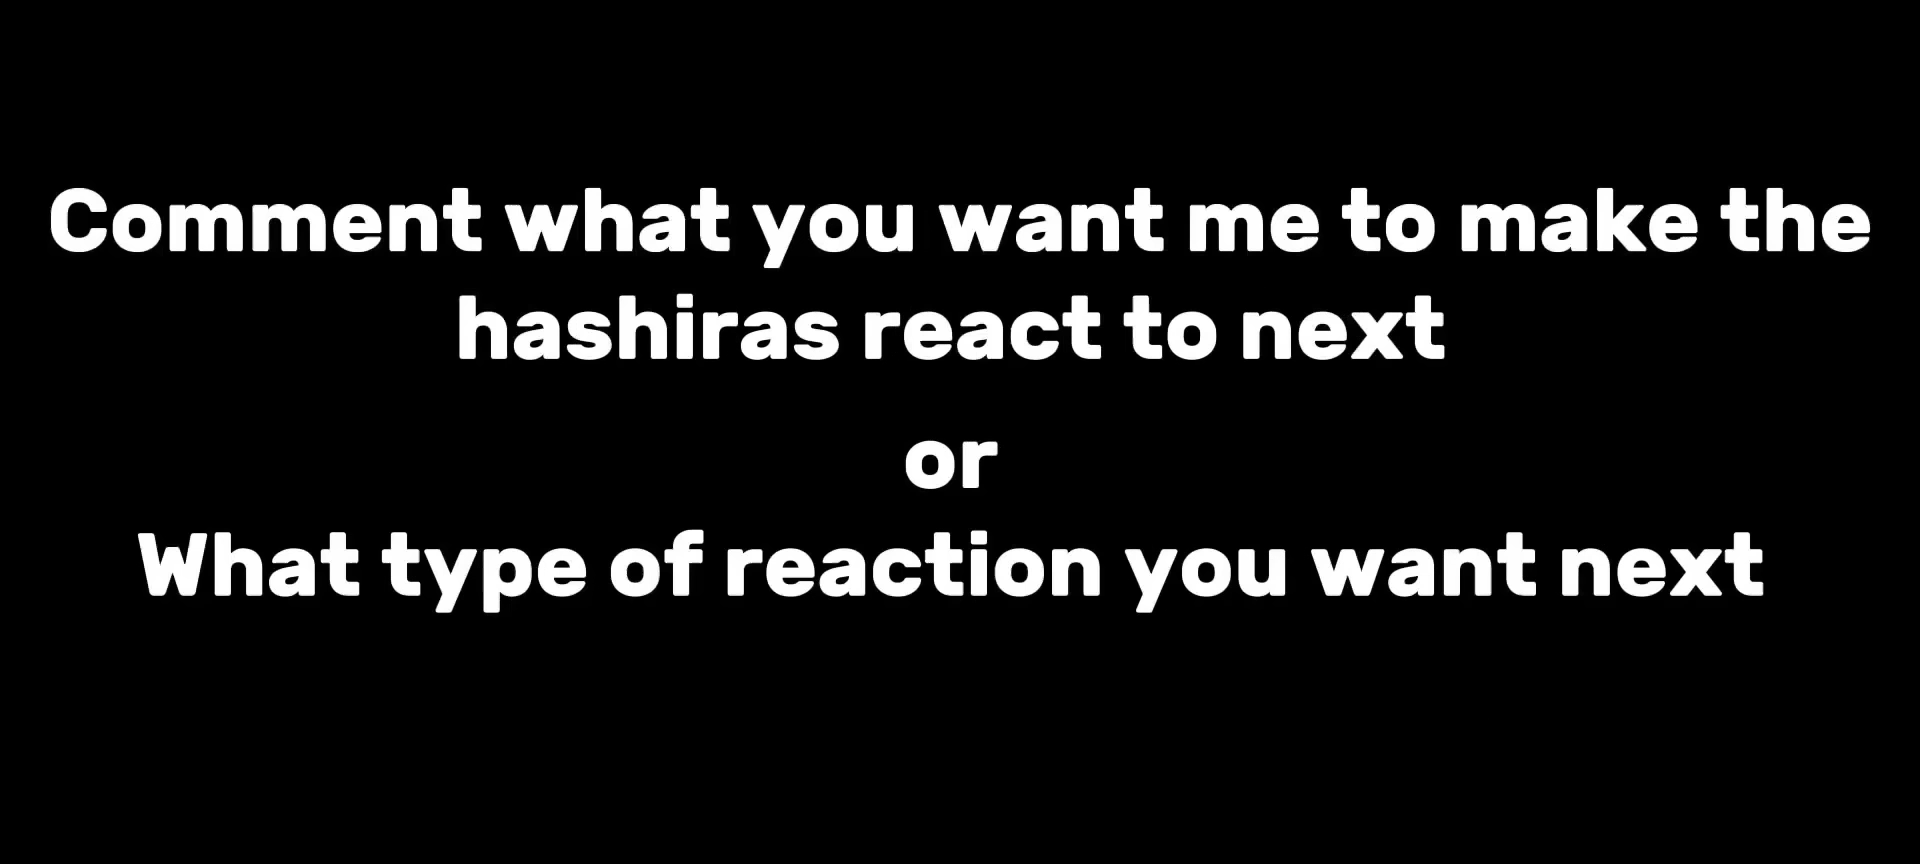 Comment what you want me to make the
hashiras react to next
or
What type of reaction you want next